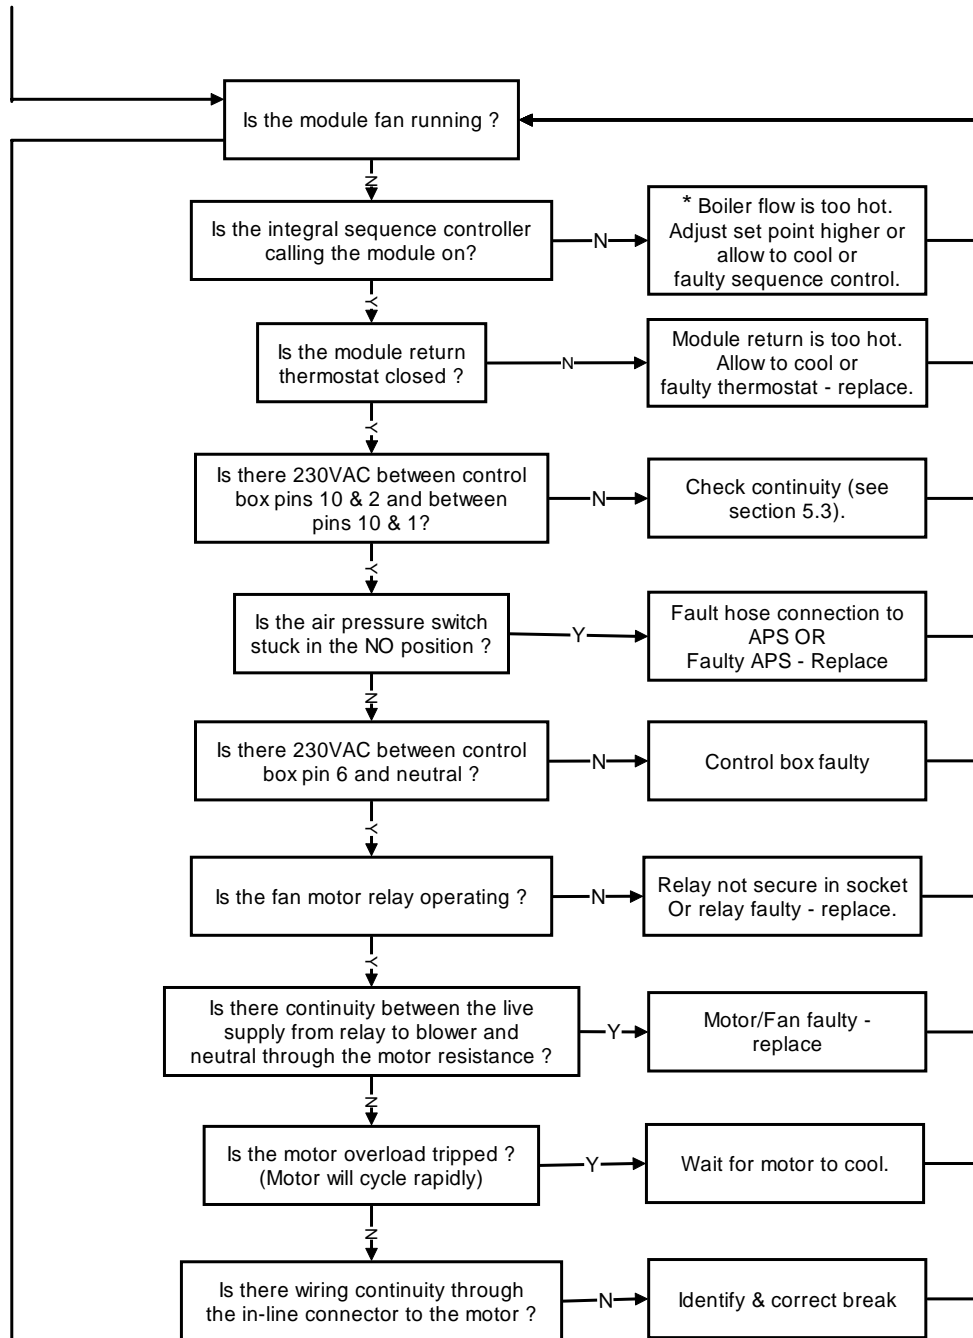 Is the module fan running ?
N
Is the integral sequence controller
calling the module on?
N
* Boiler flow is too hot.
Adjust set point higher or
allow to cool or
faulty sequence control.
Y
Is the module return
thermostat closed ?
N
Module return is too hot.
Allow to cool or
faulty thermostat - replace.
Y
Is there 230VAC between control
box pins 10 & 2 and between
pins 10 & 1?
N
Check continuity (see
section 5.3).
Y
Is the air pressure switch
stuck in the NO position ?
Y
Fault hose connection to
APS OR
Faulty APS - Replace
N
Is there 230VAC between control
box pin 6 and neutral ?
N
Control box faulty
Y
Is the fan motor relay operating ?
N
Relay not secure in socket
Or relay faulty - replace.
Y
Is there continuity between the live
supply from relay to blower and
neutral through the motor resistance ?
Y
Motor/Fan faulty -
replace
N
Is the motor overload tripped ?
(Motor will cycle rapidly)
Y
Wait for motor to cool.
N
Is there wiring continuity through
the in-line connector to the motor ?
N
Identify & correct break